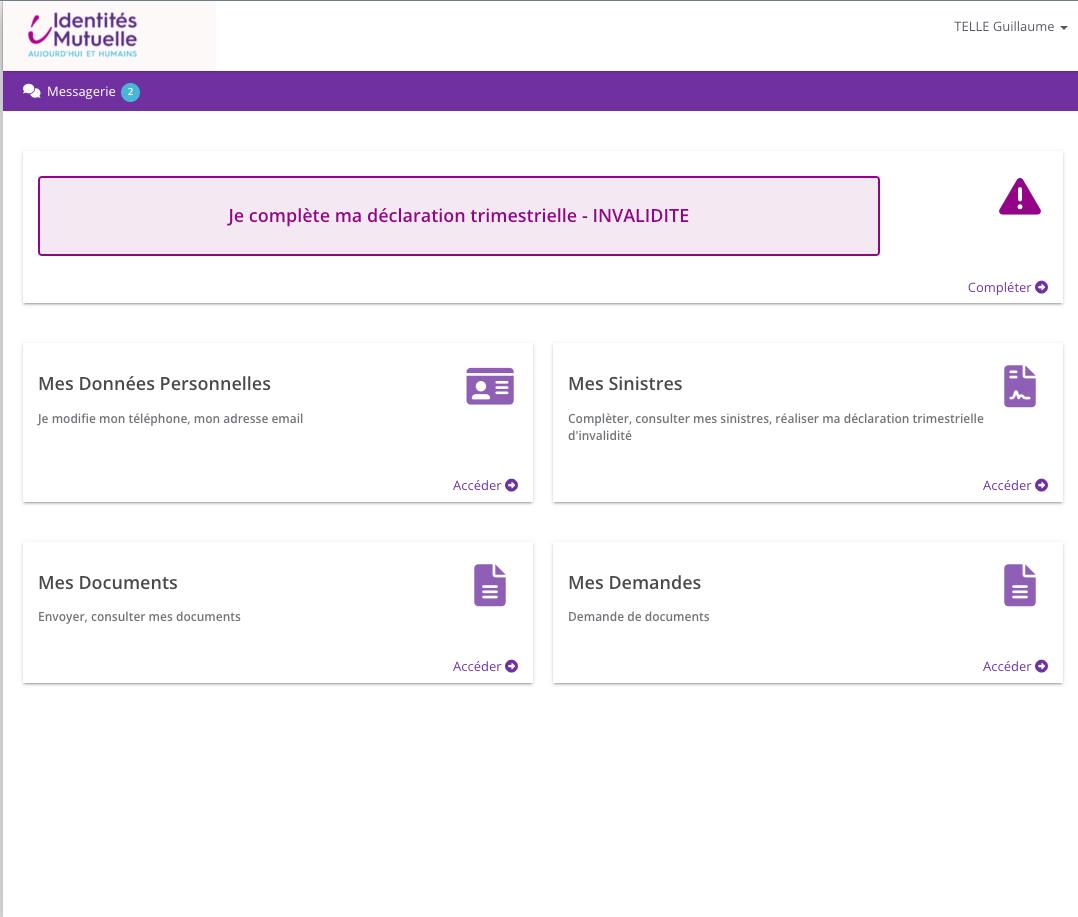 Identités
Mutuelle
AUJOURD'HUI ET HUMAINS
TELLE Guillaume
Messagerie 2
Je complète ma déclaration trimestrielle - INVALIDITE
Compléter
Mes Données Personnelles
Je modifie mon téléphone, mon adresse email
Accéder
Mes Sinistres
Complèter, consulter mes sinistres, réaliser ma déclaration trimestrielle
d'invalidité
Accéder
Mes Documents
Envoyer, consulter mes documents
Accéder
Mes Demandes
Demande de documents
Accéder